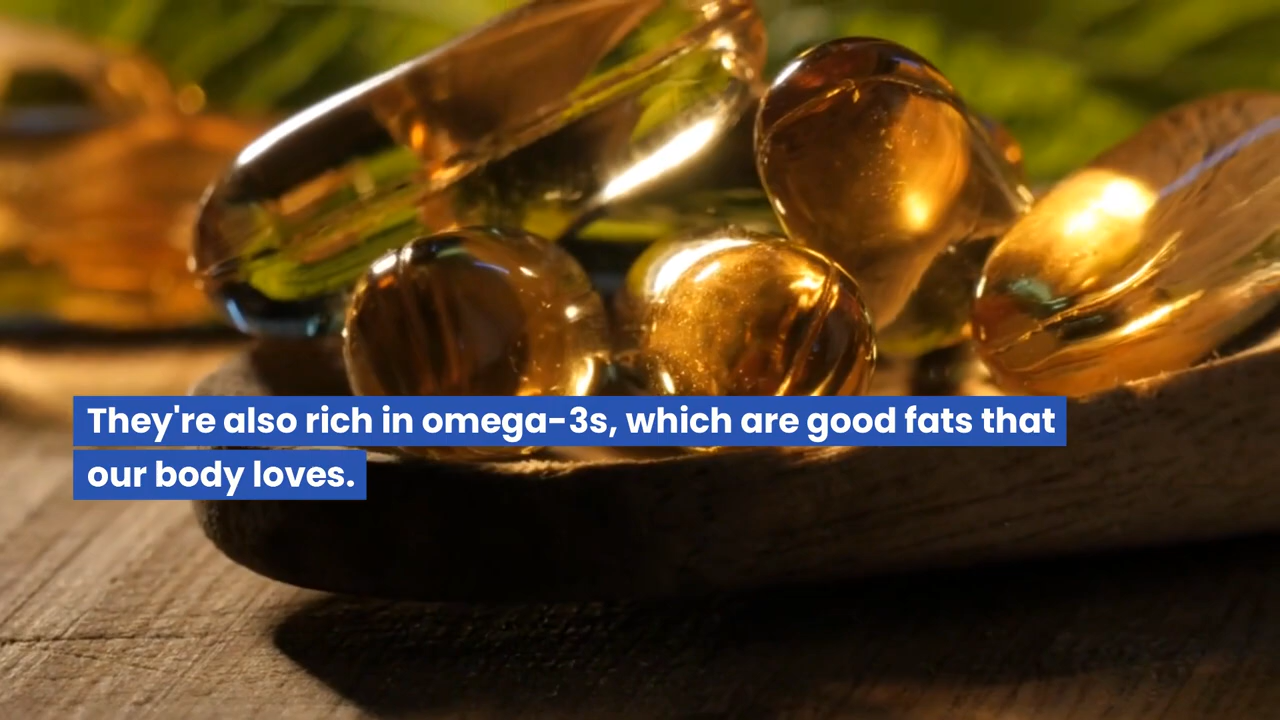 They're also rich in omega-3s, which are good fats that
our body loves.